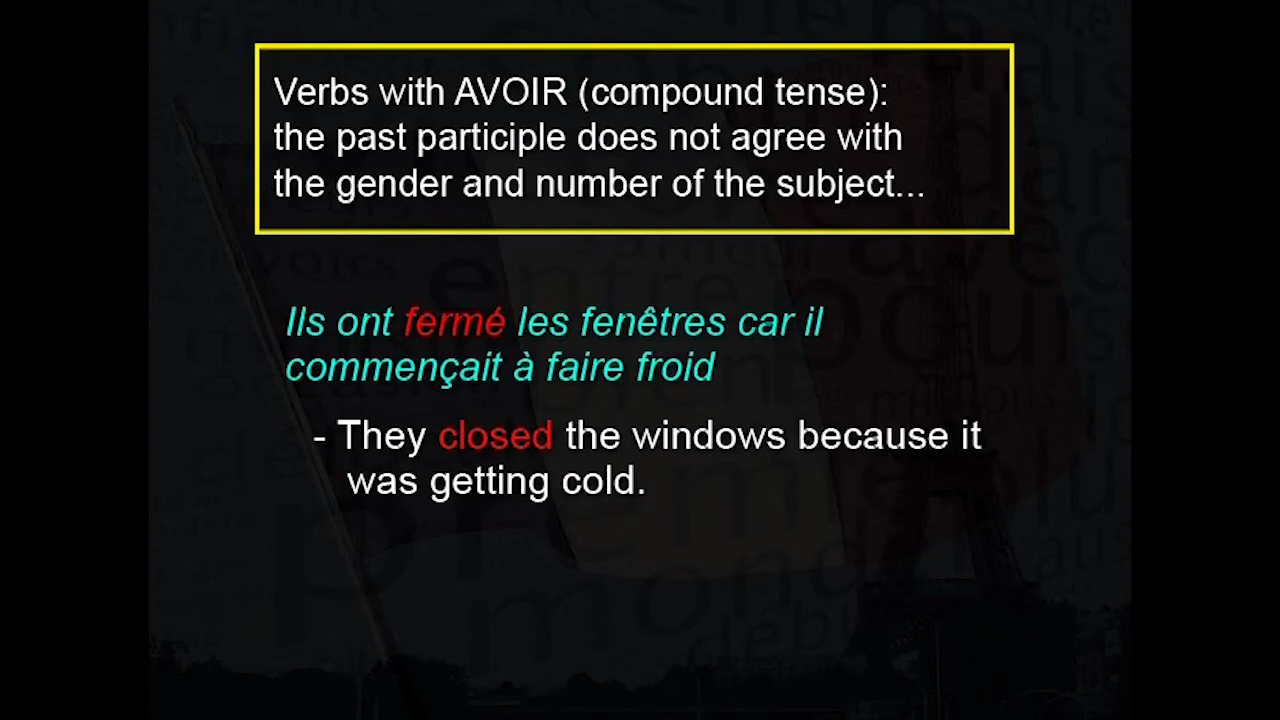 Verbs with AVOIR (compound tense):
the past participle does not agree with
the gender and number of the subject...
Ils ont fermé les fenêtres car il
commençait à faire froid
- They closed the windows because it
was getting cold.